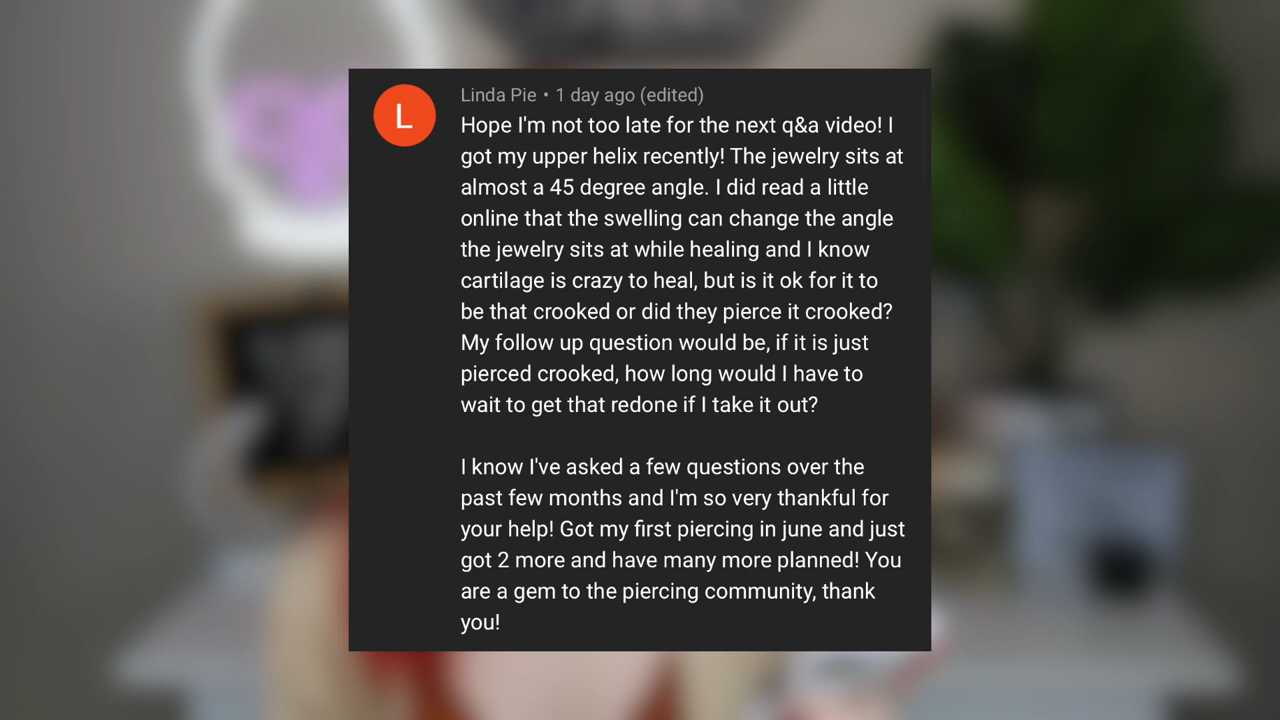 L
Linda Pie • 1 day ago (edited)
Hope I'm not too late for the next q&a video! I
got my upper helix recently! The jewelry sits at
almost a 45 degree angle. I did read a little
online that the swelling can change the angle
the jewelry sits at while healing and I know
cartilage is crazy to heal, but is it ok for it to
be that crooked or did they pierce it crooked?
My follow up question would be, if it is just
pierced crooked, how long would I have to
wait to get that redone if I take it out?
I know I've asked a few questions over the
past few months and I'm so very thankful for
your help! Got my first piercing in june and just
got 2 more and have many more planned! You
are a gem to the piercing community, thank
you!